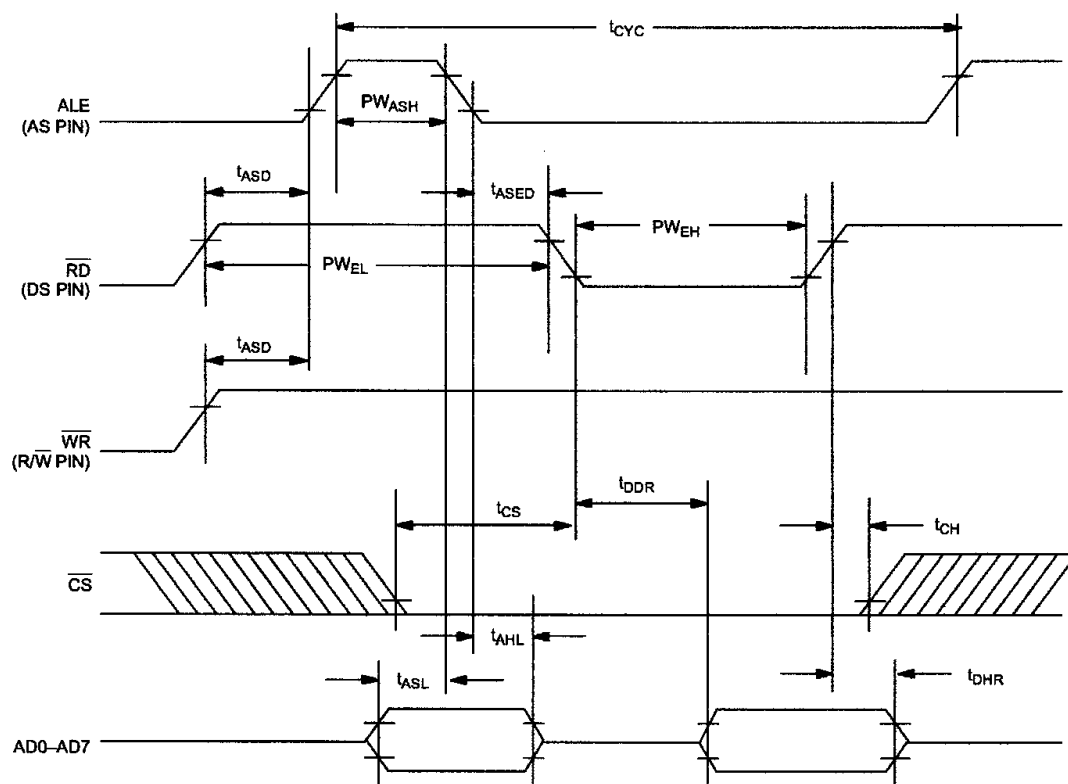 tCYC
ALE
(AS PIN)
PWASH
tASD
tASED
RD
(DS PIN)
PWEL
PWEH
tASD
WR
(R/W PIN)
tCS
tDDR
tCH
CS
tAHL
tASL
tDHR
AD0–AD7